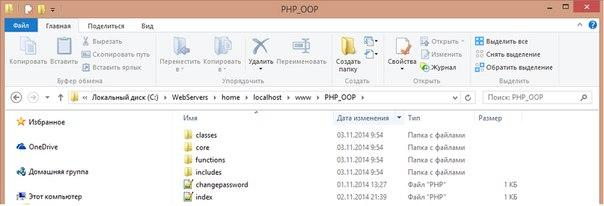 PHP_OOP
Файл Главная Поделиться Вид
Копировать Вставить Вырезать Скопировать путь Вставить ярлык Переместить в Копировать в Удалить Переименовать Создать папку Свойства Открыть Изменить Журнал Выделить все Снять выделение Обратить выделение
Буфер обмена Упорядочить Создать Открыть Выделить
Локальный диск (C:) WebServers home localhost www PHP_OOP Поиск: PHP_OOP
Имя Дата изменения Тип Размер
Избранное
classes 03.11.2014 9:54 Папка с файлами
core 03.11.2014 9:54 Папка с файлами
OneDrive
functions 03.11.2014 9:54 Папка с файлами
includes 03.11.2014 9:54 Папка с файлами
Домашняя группа
changepassword 01.11.2014 13:27 Файл "PHP" 1 КБ
Этот компьютер
index 02.11.2014 21:39 Файл "PHP" 1 КБ